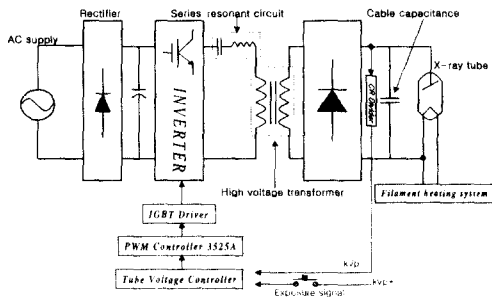 Rectifier
Series resonant circuit
Cable capacitance
AC supply
X-ray tube
INVERTER
CR Divider
High voltage transformer
Filament heating system
IGBT Driver
PWM Controller 3525A
kVp
Tube Voltage Controller
kVp*
Exposure signal